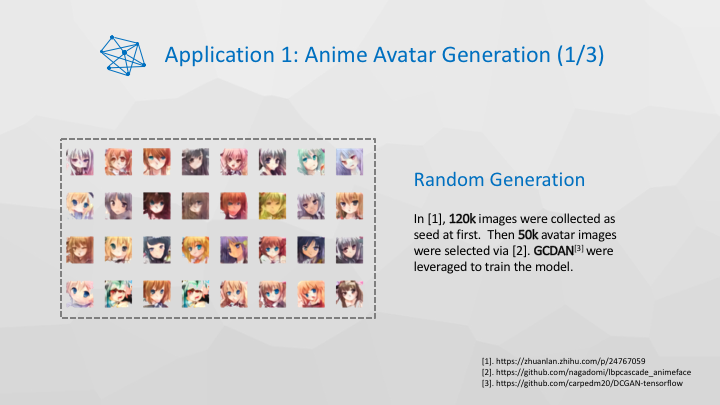 Application 1: Anime Avatar Generation (1/3)
Random Generation
In [1], 120k images were collected as
seed at first. Then 50k avatar images
were selected via [2]. GCDAN[3] were
leveraged to train the model.
[1]. https://zhuanlan.zhihu.com/p/24767059
[2]. https://github.com/nagadomi/lbpcascade_animeface
[3]. https://github.com/carpedm20/DCGAN-tensorflow